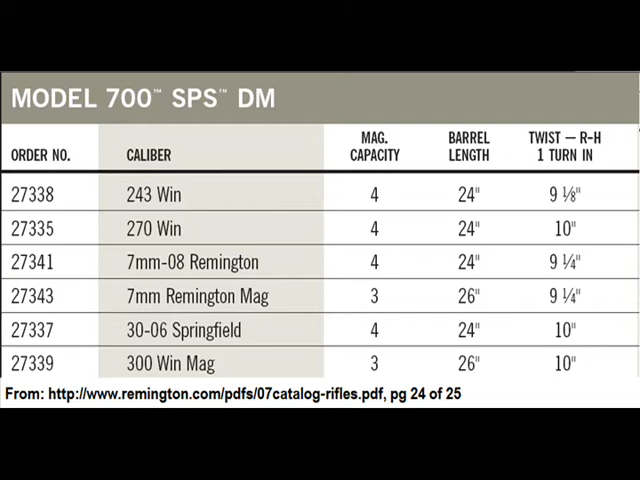 MODEL 700™ SPS™ DM
ORDER NO. CALIBER MAG. CAPACITY BARREL LENGTH TWIST — R-H 1 TURN IN
27338 243 Win 4 24" 9 1/8"
27335 270 Win 4 24" 10"
27341 7mm-08 Remington 4 24" 9 1/4"
27343 7mm Remington Mag 3 26" 9 1/4"
27337 30-06 Springfield 4 24" 10"
27339 300 Win Mag 3 26" 10"
From: http://www.remington.com/pdfs/07catalog-rifles.pdf, pg 24 of 25